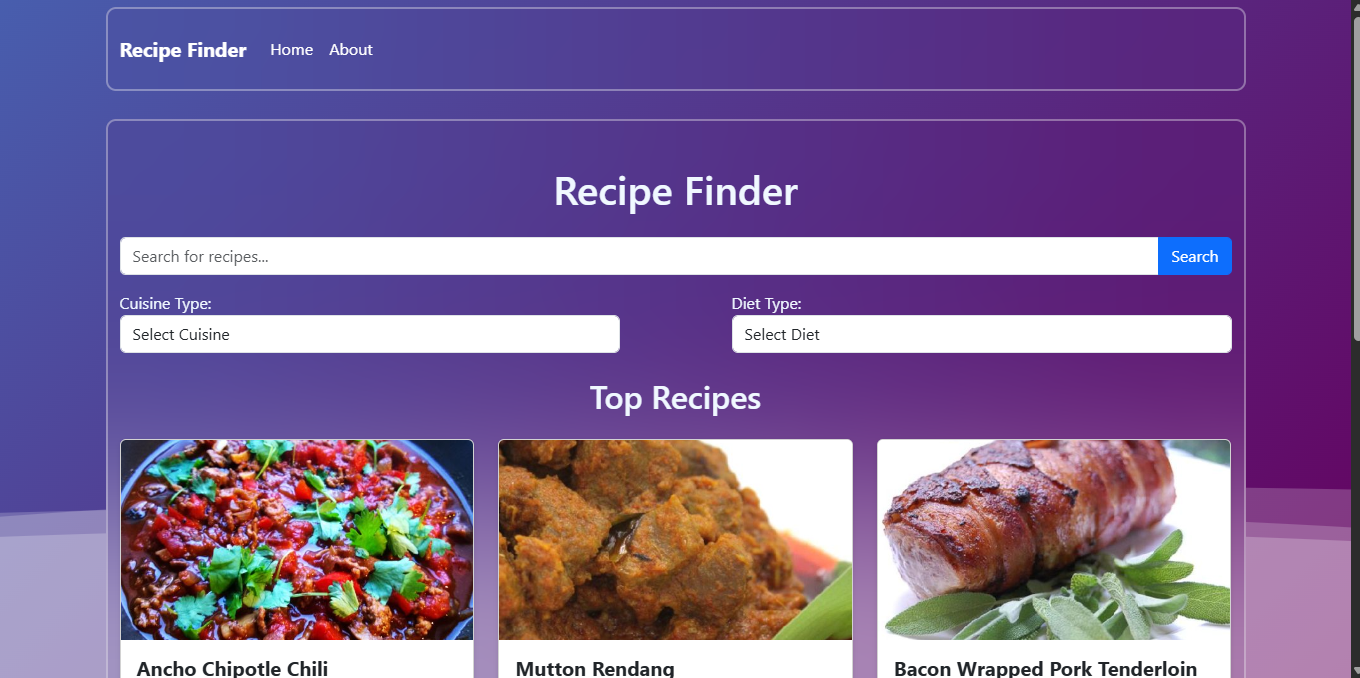 Recipe Finder Home About
Recipe Finder
Search for recipes... Search
Cuisine Type: Diet Type:
Select Cuisine Select Diet
Top Recipes
Ancho Chipotle Chili Mutton Rendang Bacon Wrapped Pork Tenderloin